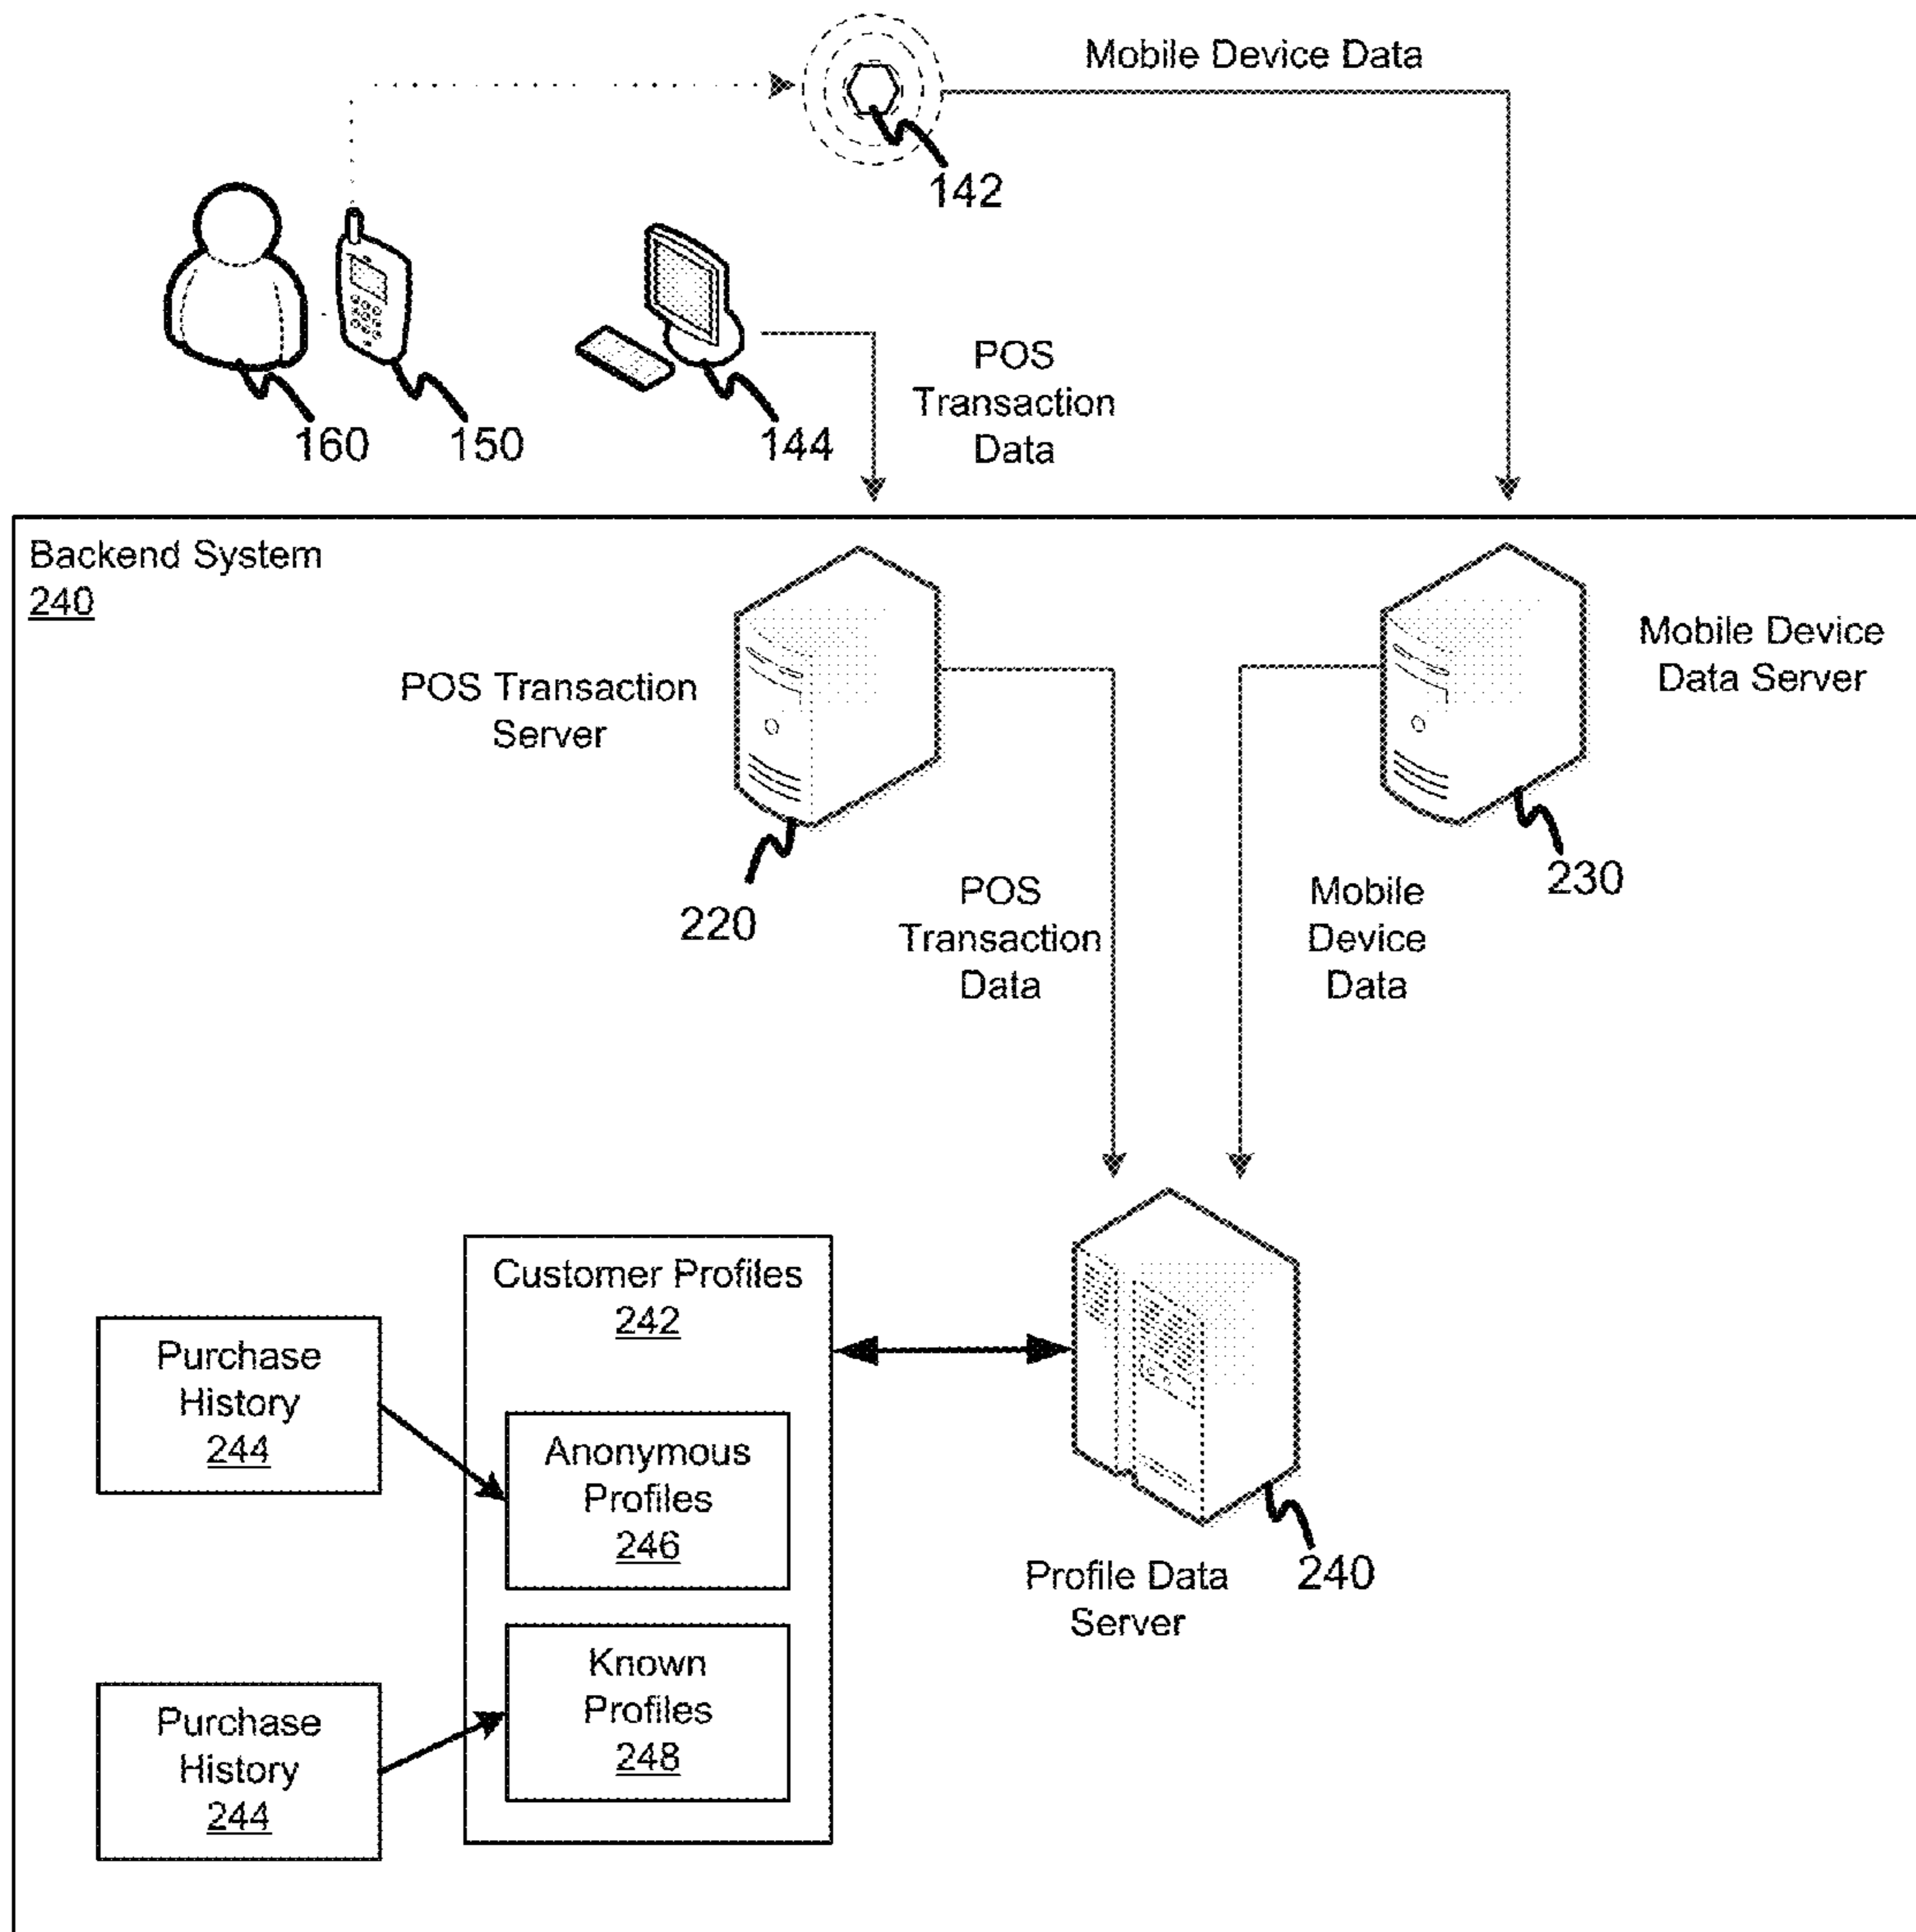 Mobile Device Data
142
160
150
144
POS
Transaction
Data
Backend System
240
POS Transaction
Server
220
Mobile Device
Data Server
230
POS
Transaction
Data
Mobile
Device
Data
Customer Profiles
242
Purchase
History
244
Anonymous
Profiles
246
Profile Data
Server
240
Known
Profiles
248
Purchase
History
244